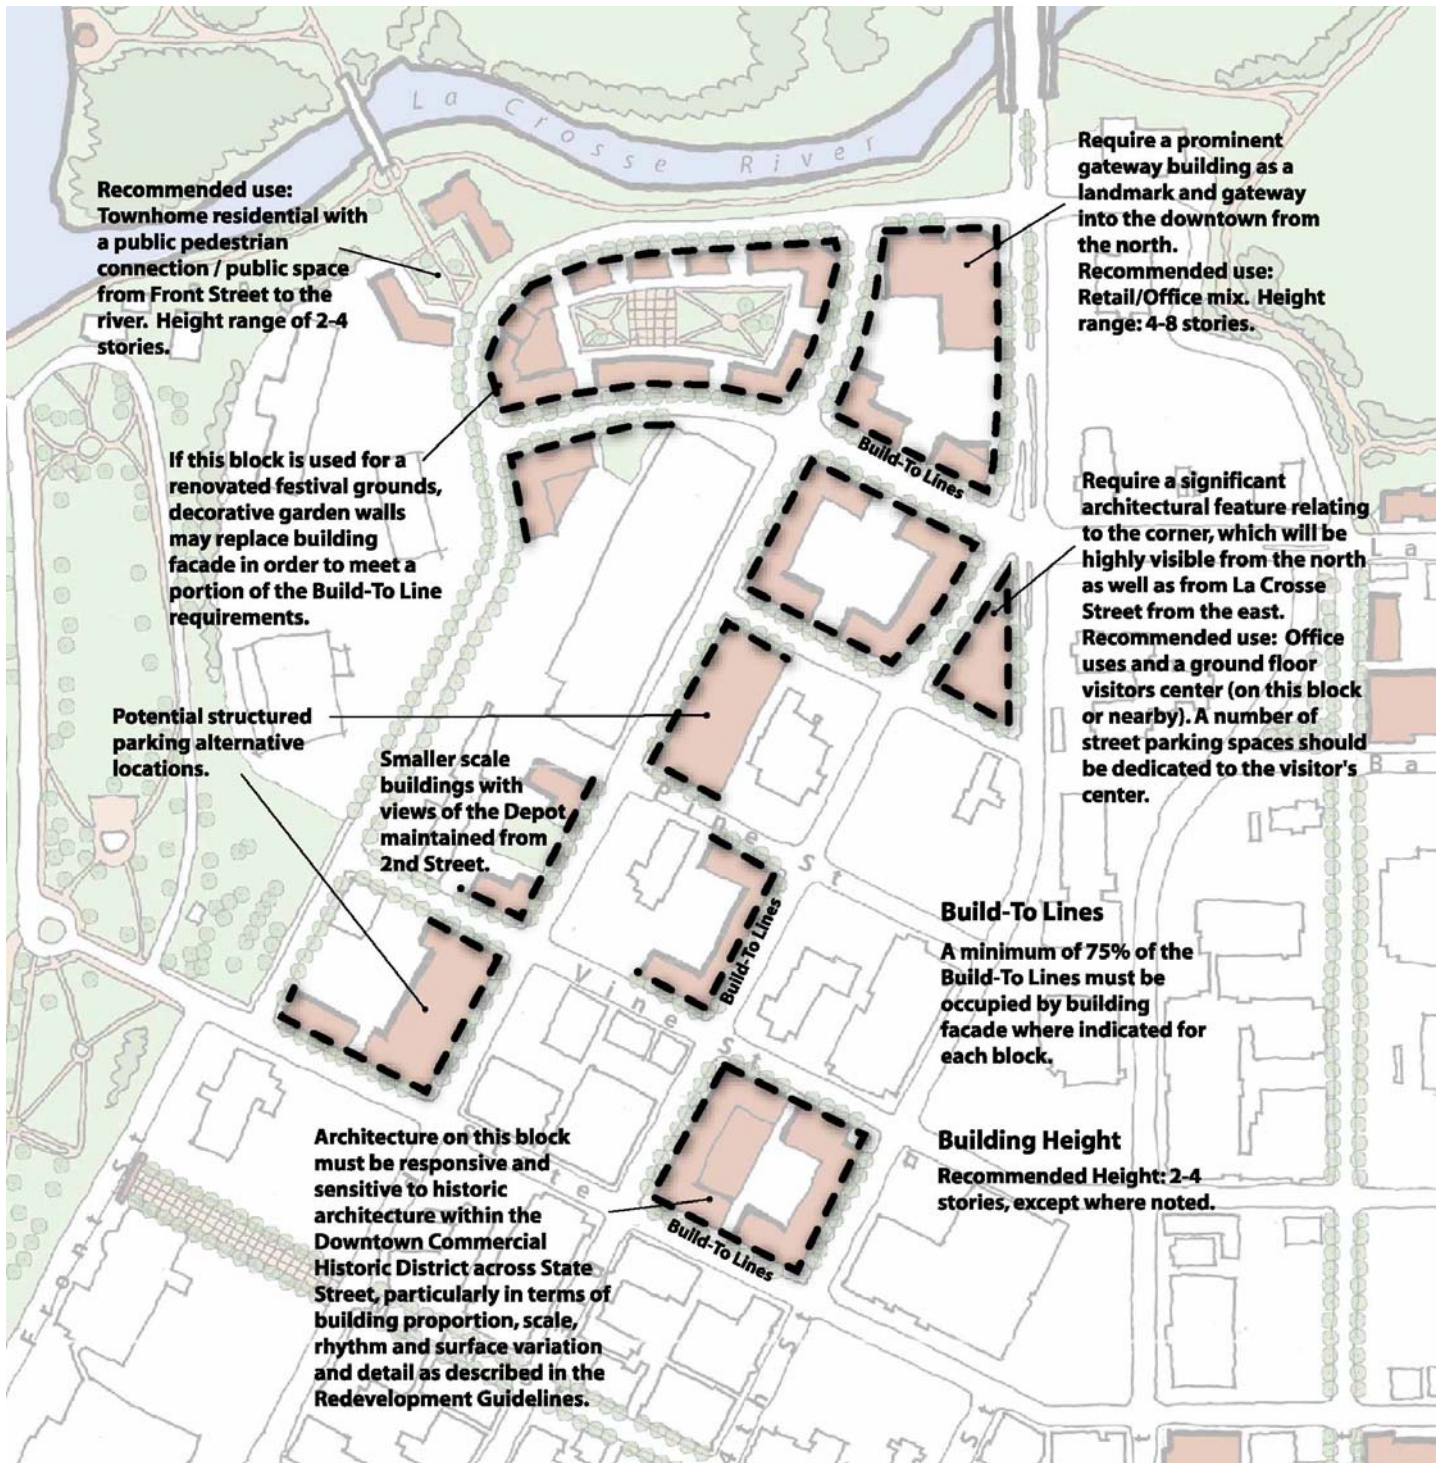 La Crosse River
Require a prominent
gateway building as a
landmark and gateway
into the downtown from
the north.
Recommended use:
Retail/Office mix. Height
range: 4-8 stories.
Recommended use:
Townhome residential with
a public pedestrian
connection / public space
from Front Street to the
river. Height range of 2-4
stories.
If this block is used for a
renovated festival grounds,
decorative garden walls
may replace building
facade in order to meet a
portion of the Build-To Line
requirements.
Build-To Lines
Require a significant
architectural feature relating
to the corner, which will be
highly visible from the north
as well as from La Crosse
Street from the east.
Recommended use: Office
uses and a ground floor
visitors center (on this block
or nearby). A number of
street parking spaces should
be dedicated to the visitor's
center.
La
Ba
Potential structured
parking alternative
locations.
Smaller scale
buildings with
views of the Depot
maintained from
2nd Street.
Pine St
Build-To Lines
Vine St
Build-To Lines
A minimum of 75% of the
Build-To Lines must be
occupied by building
facade where indicated for
each block.
Building Height
Recommended Height: 2-4
stories, except where noted.
Architecture on this block
must be responsive and
sensitive to historic
architecture within the
Downtown Commercial
Historic District across State
Street, particularly in terms of
building proportion, scale,
rhythm and surface variation
and detail as described in the
Redevelopment Guidelines.
State
Build-To Lines
Front St